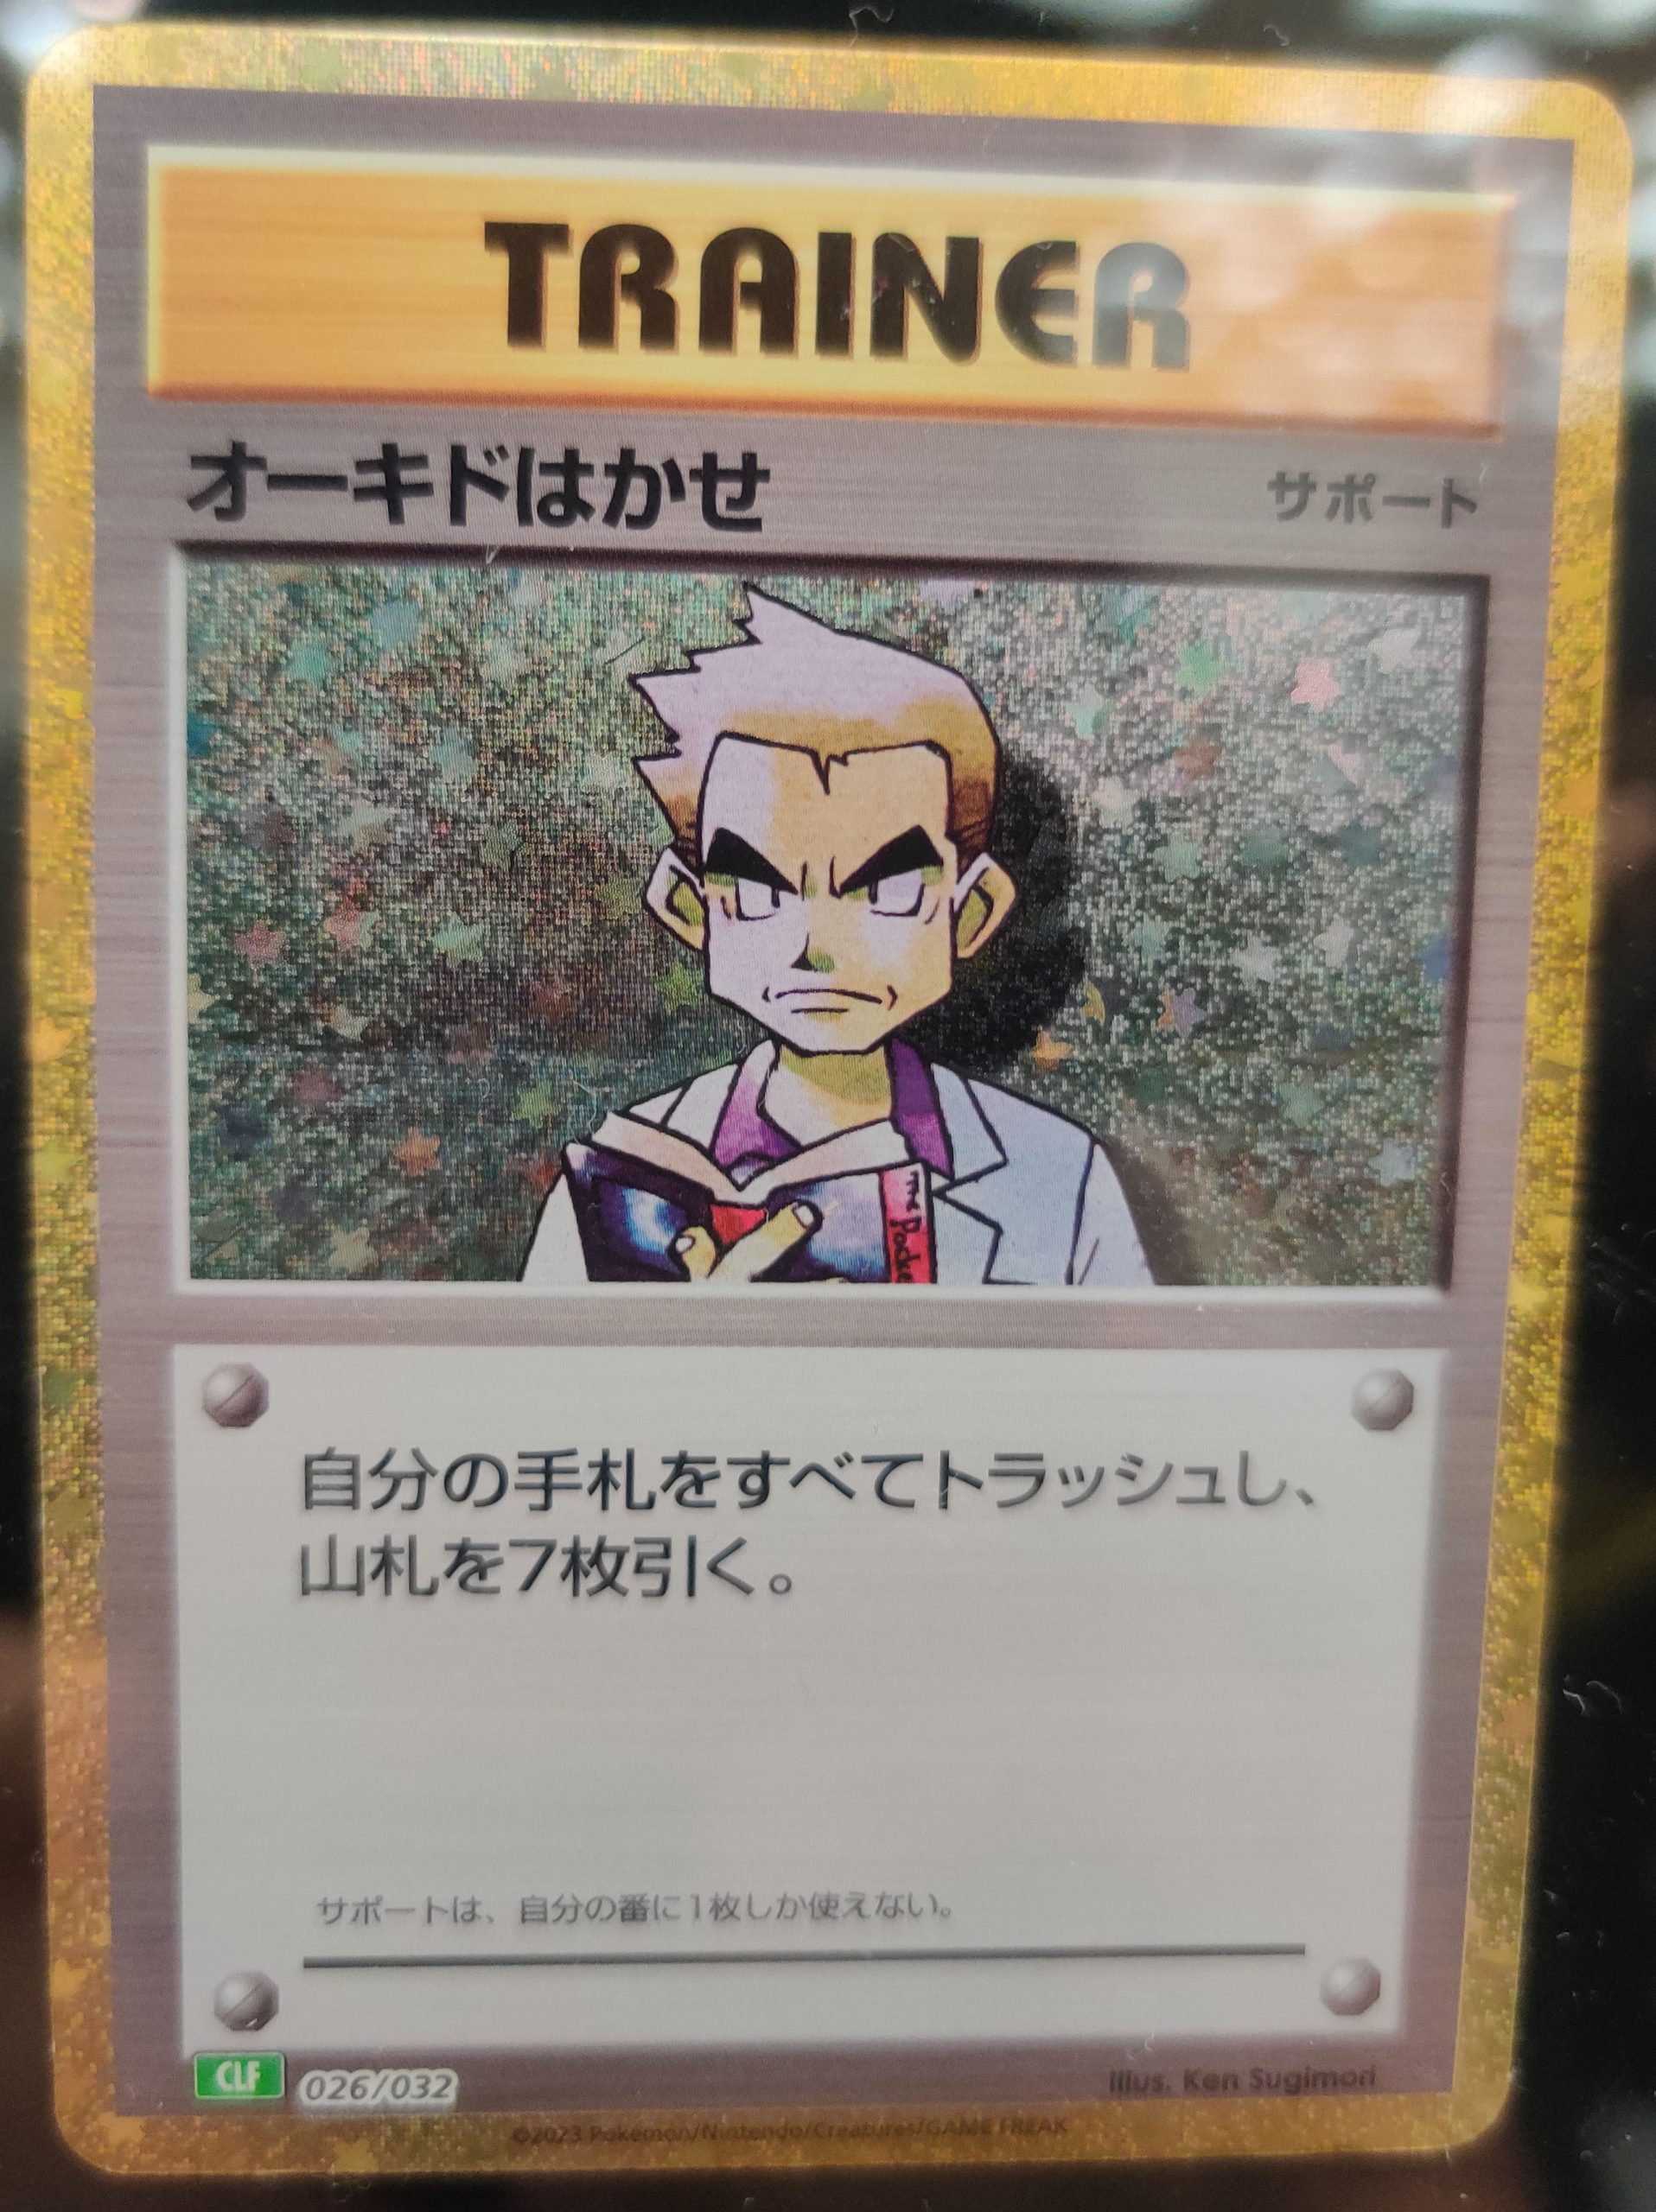 TRAINER
オーキドはかせ
サポート
The Pocke
自分の手札をすべてトラッシュし、
山札を7枚引く。
サポートは、自分の番に1枚しか使えない。
CLF 026/032
Illus. Ken Sugimori
©2023 Pokémon/Nintendo/Creatures/GAME FREAK